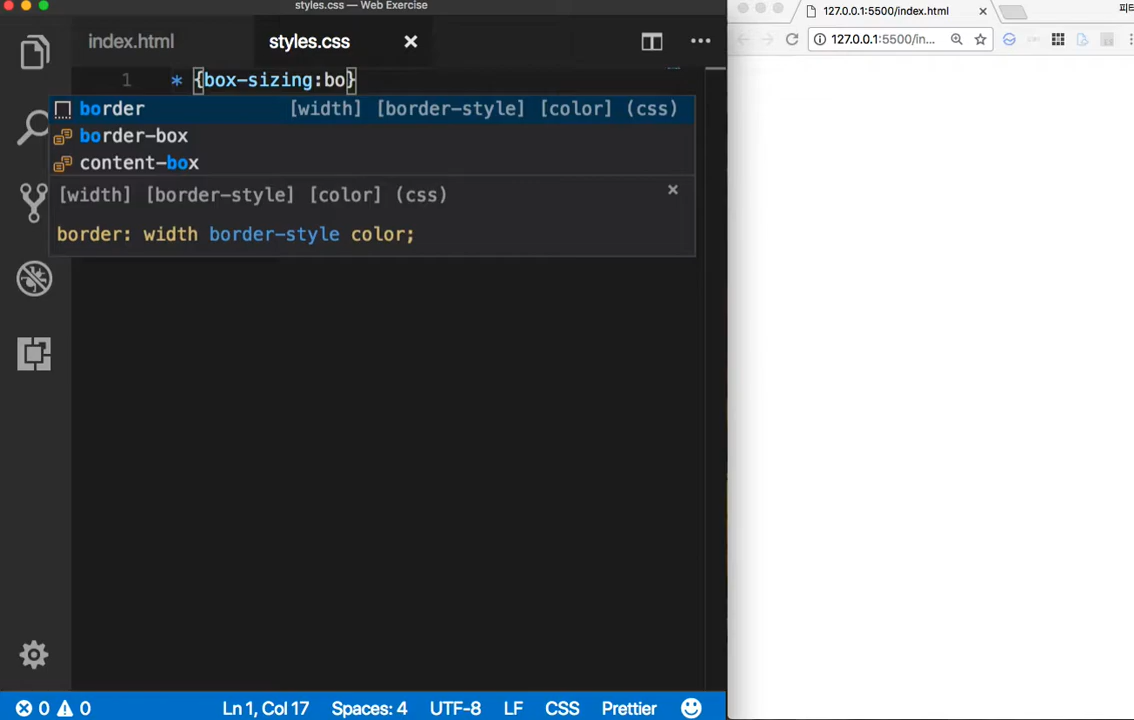 styles.css — Web Exercise
index.html
styles.css
1 * {box-sizing:bo}
border [width] [border-style] [color] (css)
border-box
content-box
[width] [border-style] [color] (css)
border: width border-style color;
0 0 Ln 1, Col 17 Spaces: 4 UTF-8 LF CSS Prettier
127.0.0.1:5500/index.html
127.0.0.1:5500/in...